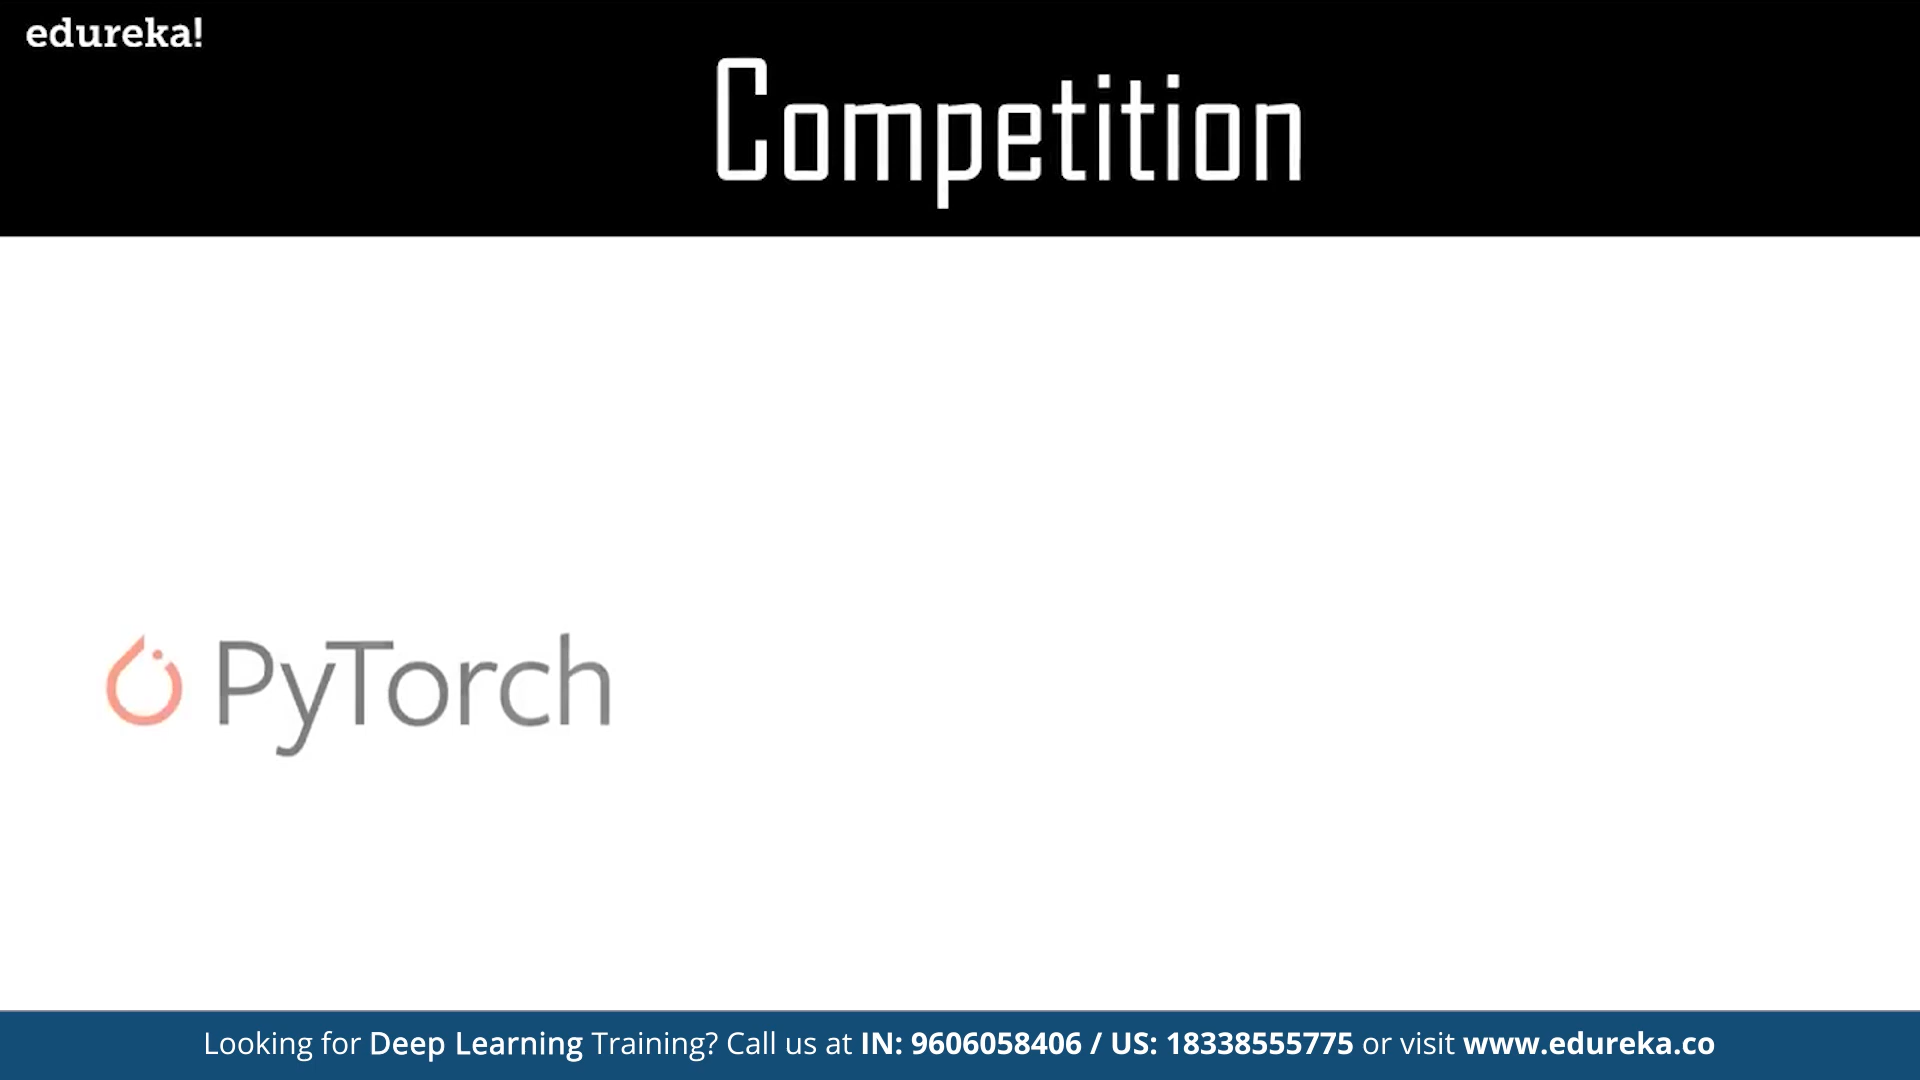 edureka!
Competition
PyTorch
Looking for Deep Learning Training? Call us at IN: 9606058406 / US: 18338555775 or visit www.edureka.co